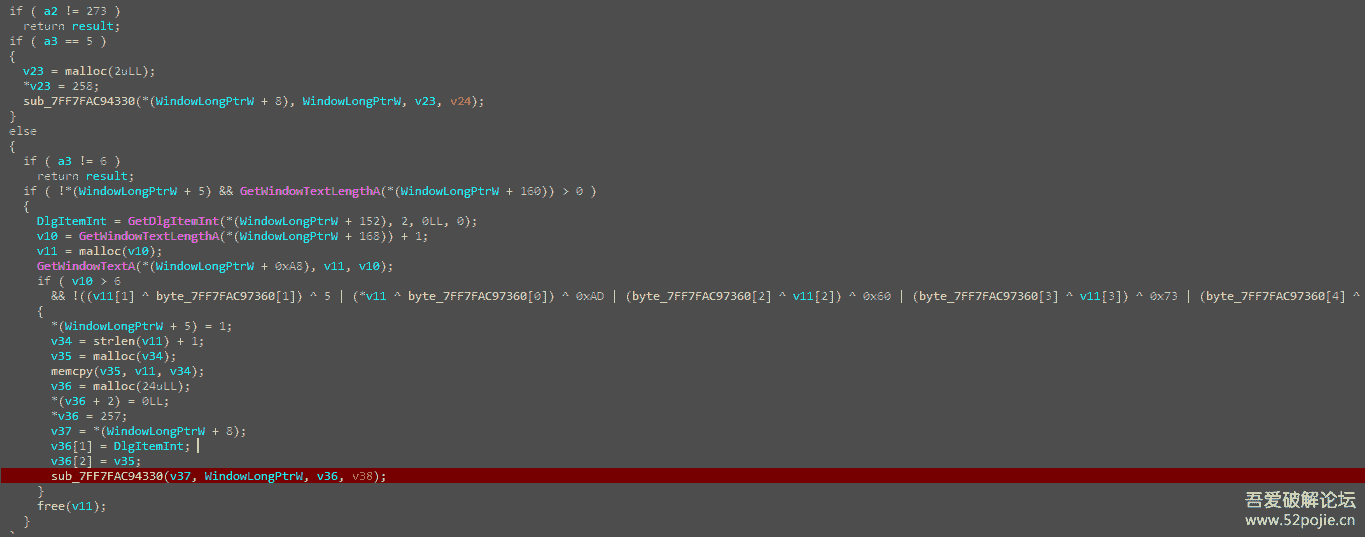 if ( a2 != 273 )
return result;
if ( a3 == 5 )
{
v23 = malloc(2uLL);
*v23 = 258;
sub_7FF7FAC94330(*(WindowLongPtrW + 8), WindowLongPtrW, v23, v24);
}
else
{
if ( a3 != 6 )
return result;
if ( !*(WindowLongPtrW + 5) && GetWindowTextLengthA(*(WindowLongPtrW + 160)) > 0 )
{
DlgItemInt = GetDlgItemInt(*(WindowLongPtrW + 152), 2, 0LL, 0);
v10 = GetWindowTextLengthA(*(WindowLongPtrW + 168)) + 1;
v11 = malloc(v10);
GetWindowTextA(*(WindowLongPtrW + 0xA8), v11, v10);
if ( v10 > 6
&& !((v11[1] ^ byte_7FF7FAC97360[1]) ^ 5 | (*v11 ^ byte_7FF7FAC97360[0]) ^ 0xAD | (byte_7FF7FAC97360[2] ^ v11[2]) ^ 0x60 | (byte_7FF7FAC97360[3] ^ v11[3]) ^ 0x73 | (byte_7FF7FAC97360[4] ^
{
*(WindowLongPtrW + 5) = 1;
v34 = strlen(v11) + 1;
v35 = malloc(v34);
memcpy(v35, v11, v34);
v36 = malloc(24uLL);
*(v36 + 2) = 0LL;
*v36 = 257;
v37 = *(WindowLongPtrW + 8);
v36[1] = DlgItemInt;
v36[2] = v35;
sub_7FF7FAC94330(v37, WindowLongPtrW, v36, v38);
}
free(v11);
}
吾爱破解论坛
www.52pojie.cn